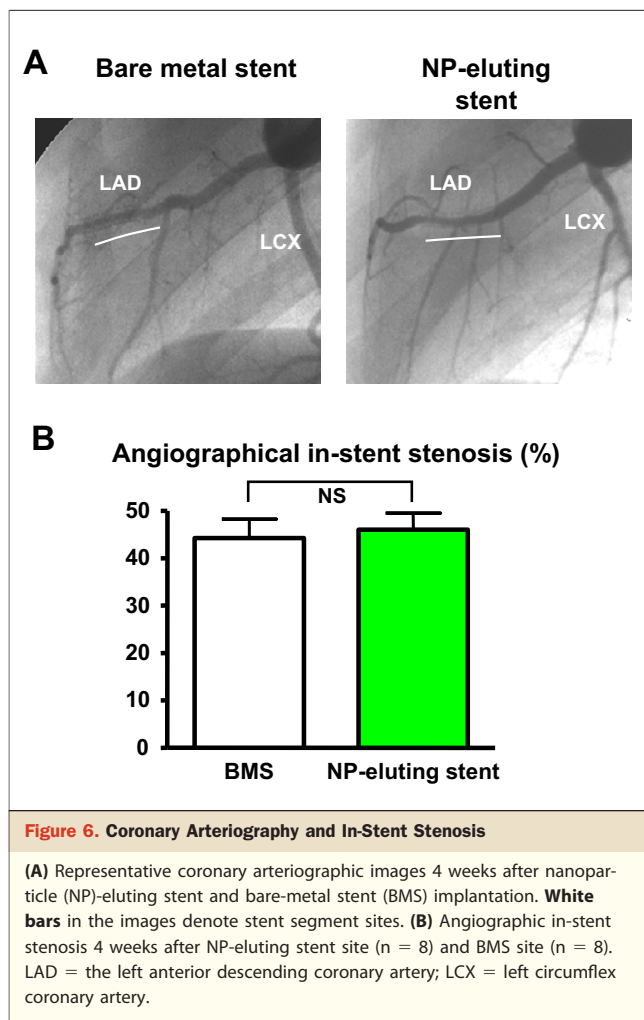 A
Bare metal stent
NP-eluting
stent
LAD
LCX
LAD
LCX
B
Angiographical in-stent stenosis (%)
NS
50
40
30
20
10
0
BMS
NP-eluting stent
Figure 6. Coronary Arteriography and In-Stent Stenosis
(A) Representative coronary arteriographic images 4 weeks after nanopar-
ticle (NP)-eluting stent and bare-metal stent (BMS) implantation. White
bars in the images denote stent segment sites. (B) Angiographic in-stent
stenosis 4 weeks after NP-eluting stent site (n = 8) and BMS site (n = 8).
LAD = the left anterior descending coronary artery; LCX = left circumflex
coronary artery.